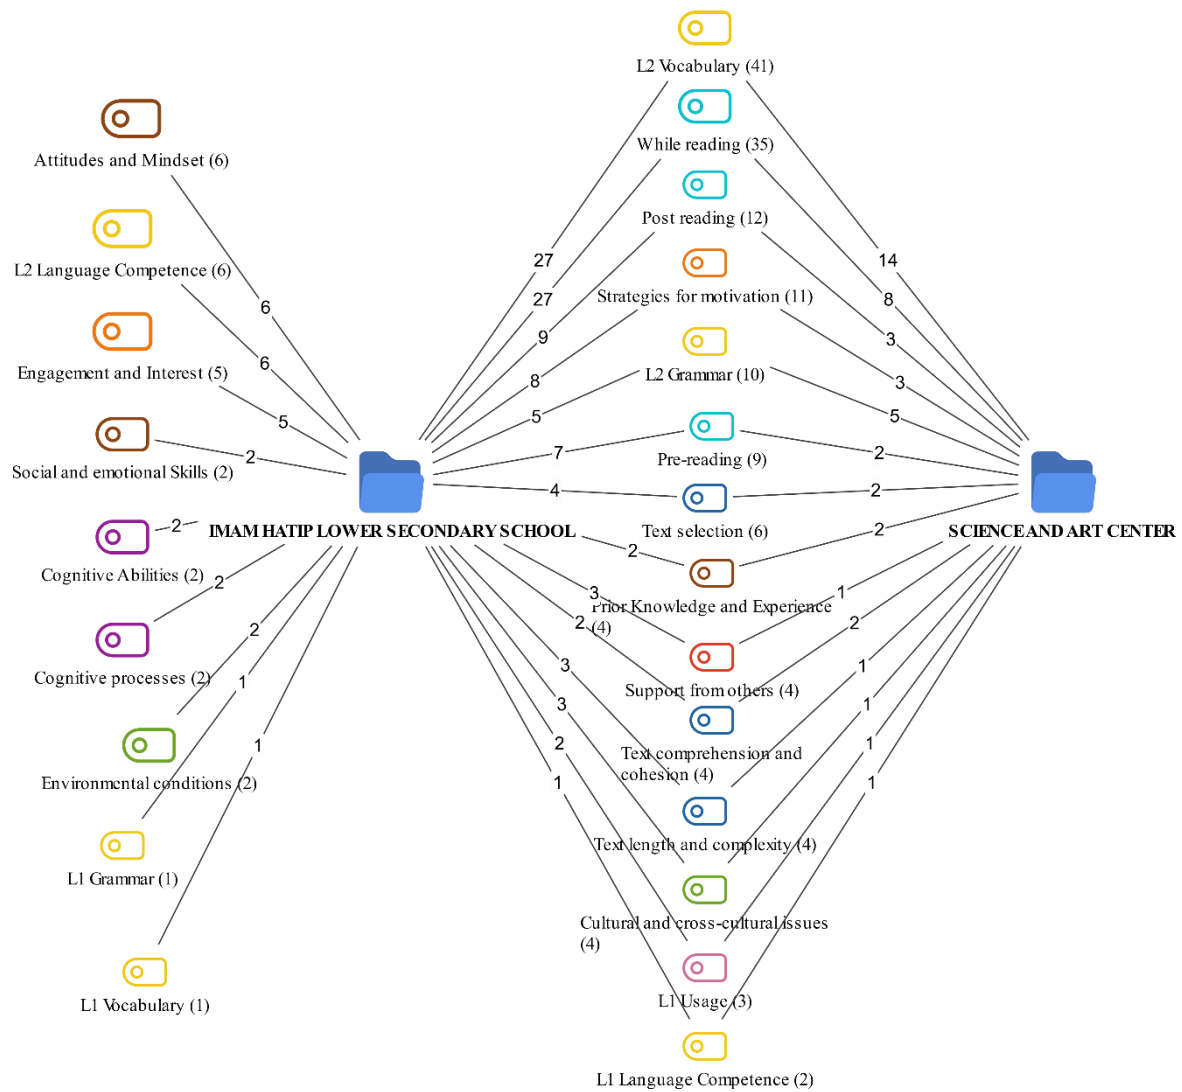 L2 Vocabulary (41)
While reading (35)
Attitudes and Mindset (6)
Post reading (12)
L2 Language Competence (6)
27
14
Strategies for motivation (11)
27
8
6
9
3
6
Engagement and Interest (5)
L2 Grammar (10)
8
3
5
5
5
Social and emotional Skills (2)
2
7
2
Pre-reading (9)
4
2
2
IMAM HATIP LOWER SECONDARY SCHOOL
Text selection (6)
2
SCIENCE AND ART CENTER
2
Cognitive Abilities (2)
2
3
1
Prior Knowledge and Experience
(4)
2
2
2
Cognitive processes (2)
3
1
Support from others (4)
1
3
1
1
2
1
Text comprehension and
cohesion (4)
Environmental conditions (2)
1
1
Text length and complexity (4)
L1 Grammar (1)
Cultural and cross-cultural issues
(4)
L1 Vocabulary (1)
L1 Usage (3)
L1 Language Competence (2)